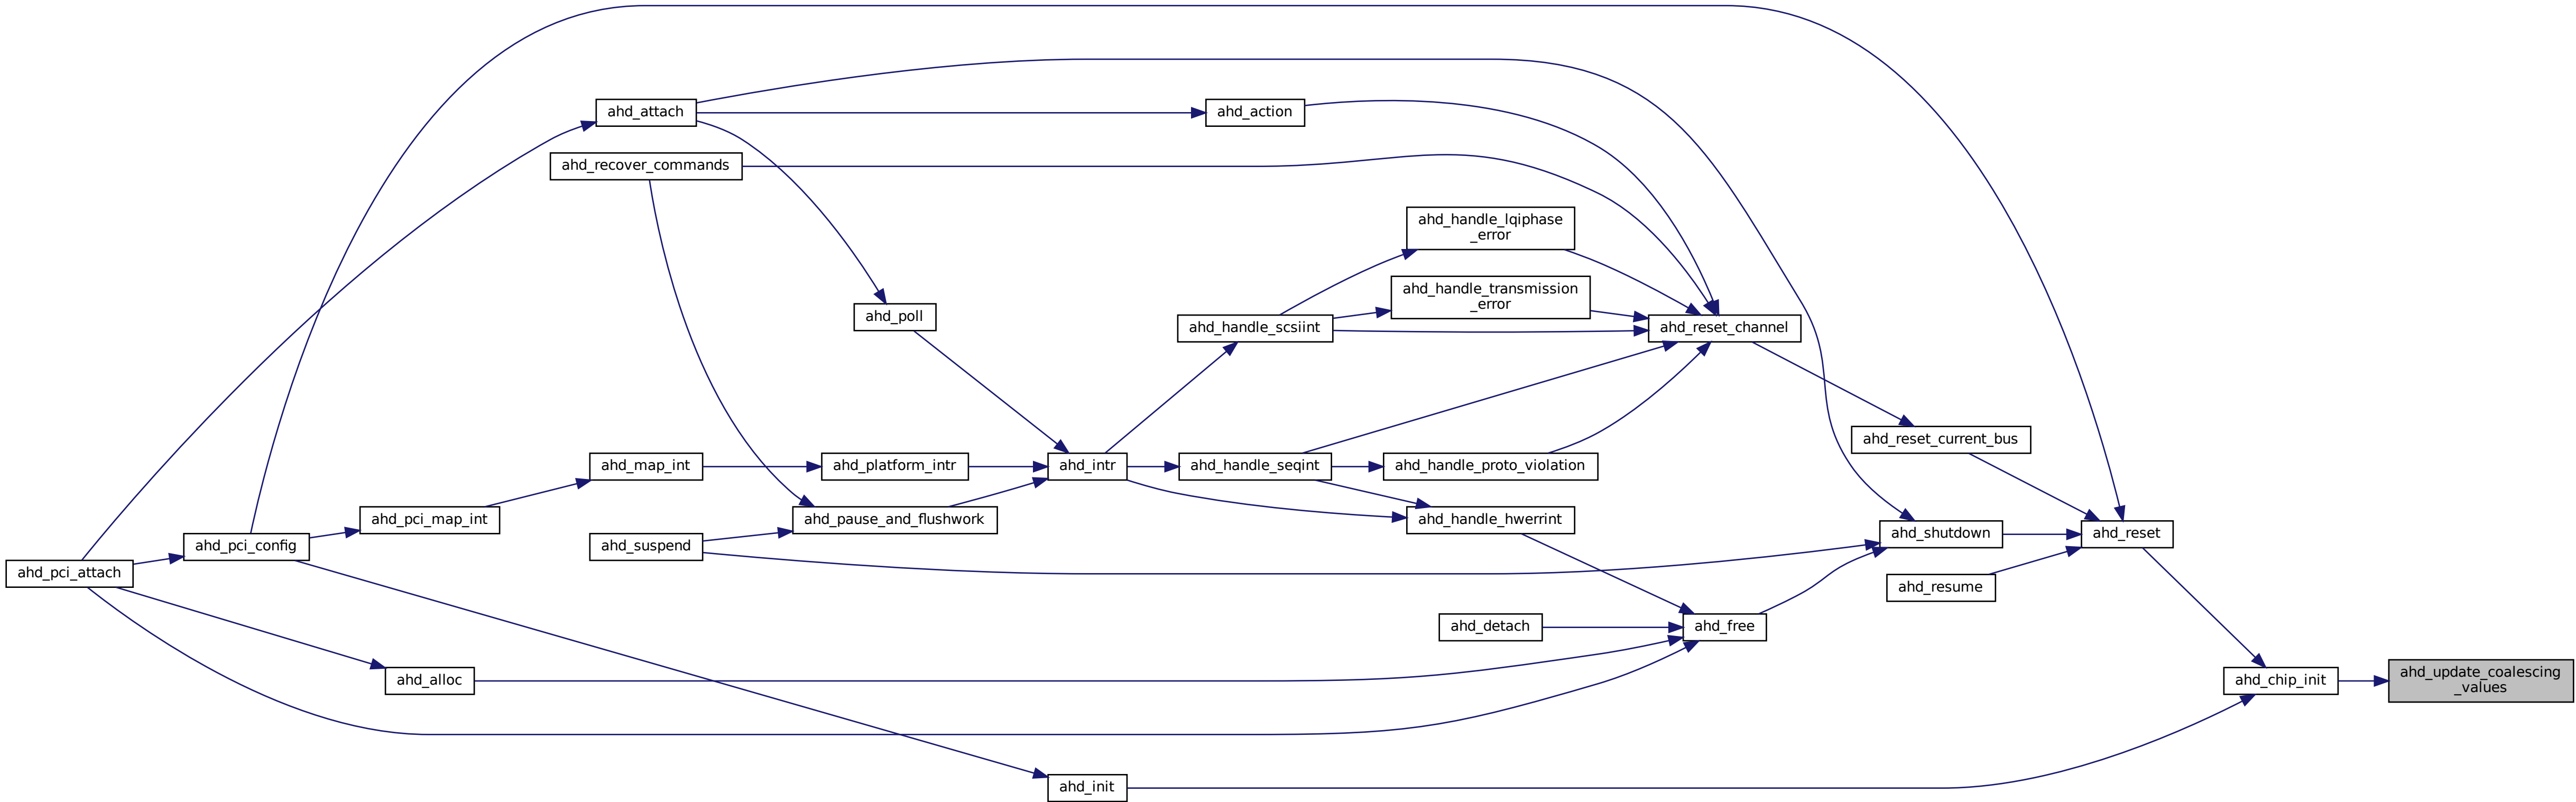 ahd_attach
ahd_action
ahd_recover_commands
ahd_handle_lqiphase
_error
ahd_handle_transmission
_error
ahd_poll
ahd_handle_scsiint
ahd_reset_channel
ahd_reset_current_bus
ahd_map_int
ahd_platform_intr
ahd_intr
ahd_handle_seqint
ahd_handle_proto_violation
ahd_pci_map_int
ahd_pause_and_flushwork
ahd_handle_hwerrint
ahd_shutdown
ahd_reset
ahd_pci_config
ahd_suspend
ahd_pci_attach
ahd_resume
ahd_detach
ahd_free
ahd_alloc
ahd_chip_init
ahd_update_coalescing
_values
ahd_init